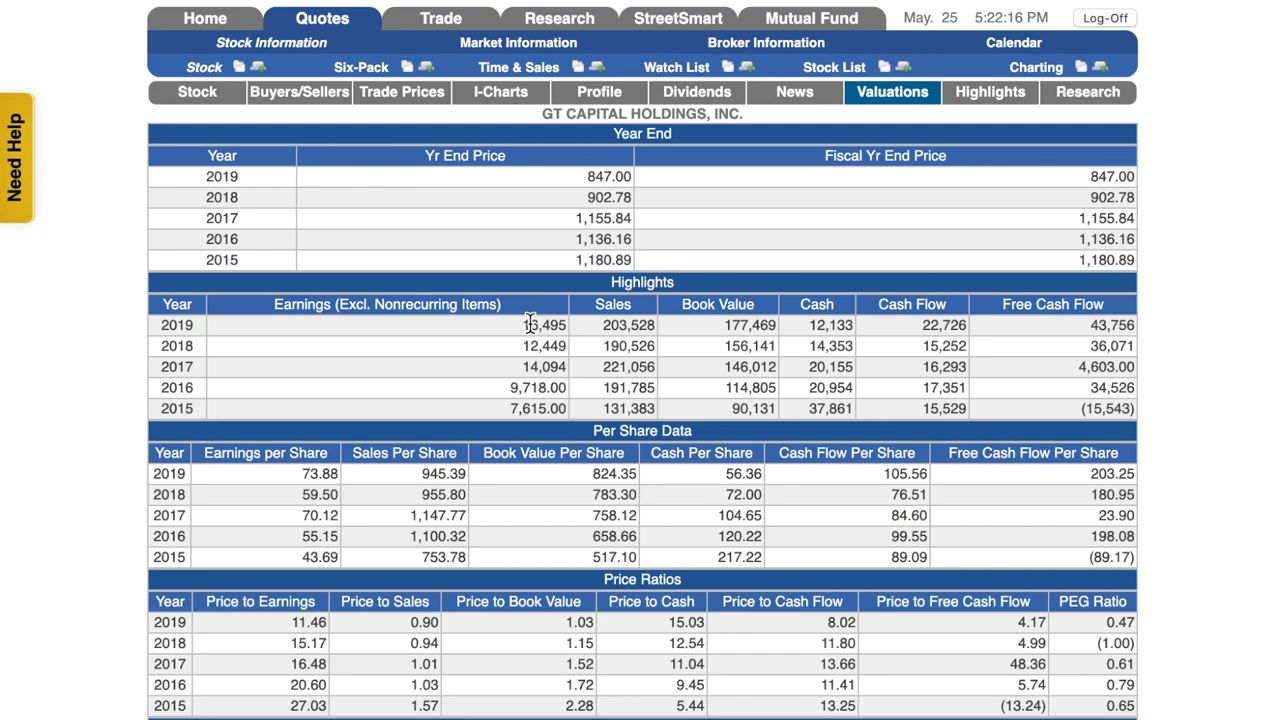 Home Quotes Trade Research StreetSmart Mutual Fund May. 25 5:22:16 PM Log-Off
Stock Information Market Information Broker Information Calendar
Stock Six-Pack Time & Sales Watch List Stock List Charting
Stock Buyers/Sellers Trade Prices I-Charts Profile Dividends News Valuations Highlights Research
Need Help
GT CAPITAL HOLDINGS, INC.
Year End
Year Yr End Price Fiscal Yr End Price
2019 847.00 847.00
2018 902.78 902.78
2017 1,155.84 1,155.84
2016 1,136.16 1,136.16
2015 1,180.89 1,180.89
Highlights
Year Earnings (Excl. Nonrecurring Items) Sales Book Value Cash Cash Flow Free Cash Flow
2019 16,495 203,528 177,469 12,133 22,726 43,756
2018 12,449 190,526 156,141 14,353 15,252 36,071
2017 14,094 221,056 146,012 20,155 16,293 4,603.00
2016 9,718.00 191,785 114,805 20,954 17,351 34,526
2015 7,615.00 131,383 90,131 37,861 15,529 (15,543)
Per Share Data
Year Earnings per Share Sales Per Share Book Value Per Share Cash Per Share Cash Flow Per Share Free Cash Flow Per Share
2019 73.88 945.39 824.35 56.36 105.56 203.25
2018 59.50 955.80 783.30 72.00 76.51 180.95
2017 70.12 1,147.77 758.12 104.65 84.60 23.90
2016 55.15 1,100.32 658.66 120.22 99.55 198.08
2015 43.69 753.78 517.10 217.22 89.09 (89.17)
Price Ratios
Year Price to Earnings Price to Sales Price to Book Value Price to Cash Price to Cash Flow Price to Free Cash Flow PEG Ratio
2019 11.46 0.90 1.03 15.03 8.02 4.17 0.47
2018 15.17 0.94 1.15 12.54 11.80 4.99 (1.00)
2017 16.48 1.01 1.52 11.04 13.66 48.36 0.61
2016 20.60 1.03 1.72 9.45 11.41 5.74 0.79
2015 27.03 1.57 2.28 5.44 13.25 (13.24) 0.65